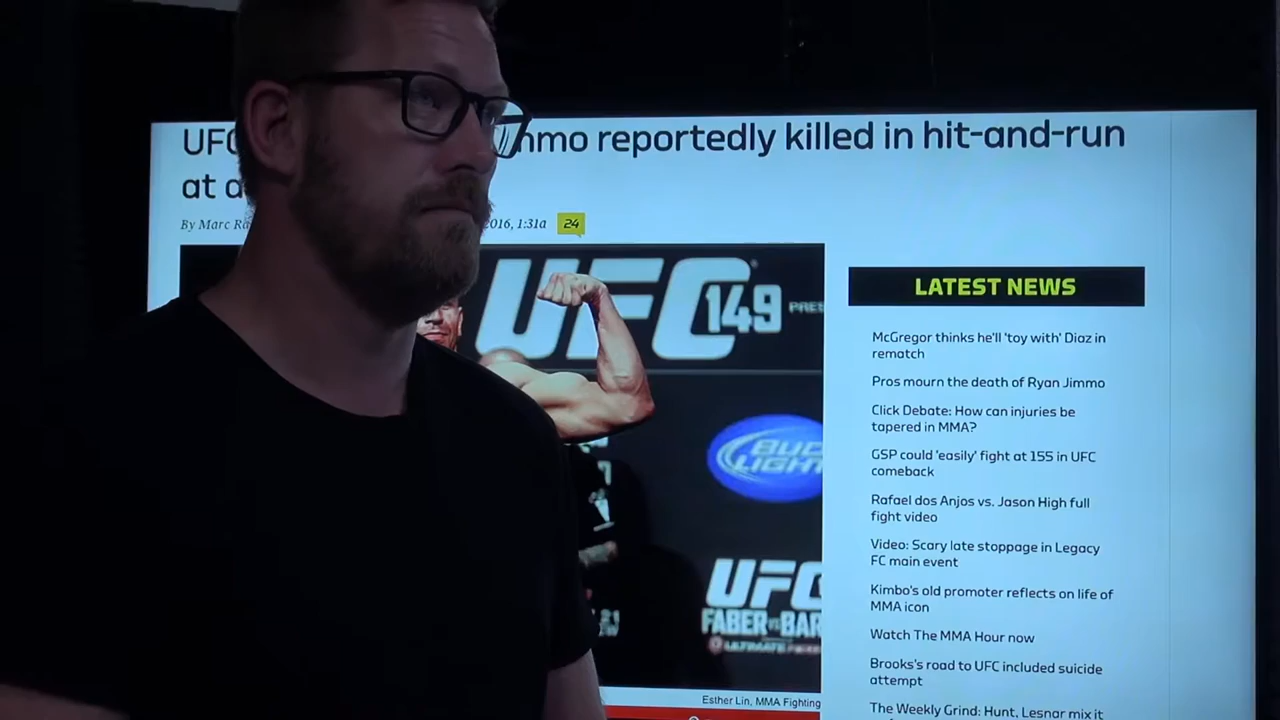 UFC mmo reportedly killed in hit-and-run
at a
By Marc Ra 2016, 1:31a 24
UFC 149 PRES
BUD
LIGHT
UFC
FABER VS BAR
ULTIMATE
Esther Lin, MMA Fighting
LATEST NEWS
McGregor thinks he'll 'toy with' Diaz in
rematch
Pros mourn the death of Ryan Jimmo
Click Debate: How can injuries be
tapered in MMA?
GSP could 'easily' fight at 155 in UFC
comeback
Rafael dos Anjos vs. Jason High full
fight video
Video: Scary late stoppage in Legacy
FC main event
Kimbo's old promoter reflects on life of
MMA icon
Watch The MMA Hour now
Brooks's road to UFC included suicide
attempt
The Weekly Grind: Hunt, Lesnar mix it